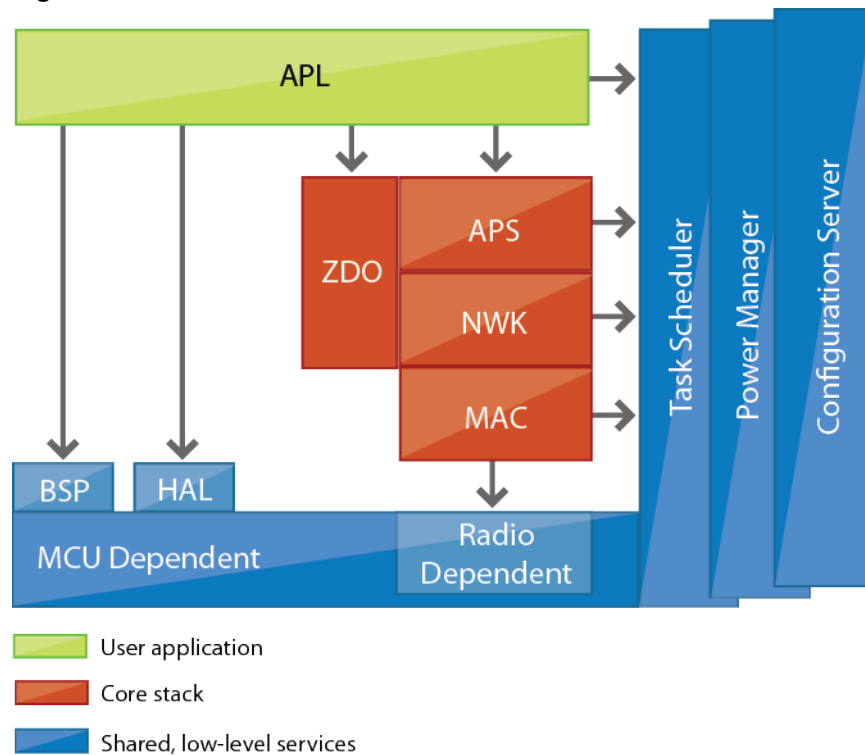 APL
ZDO
APS
NWK
MAC
BSP
HAL
MCU Dependent
Radio
Dependent
Task Scheduler
Power Manager
Configuration Server
User application
Core stack
Shared, low-level services